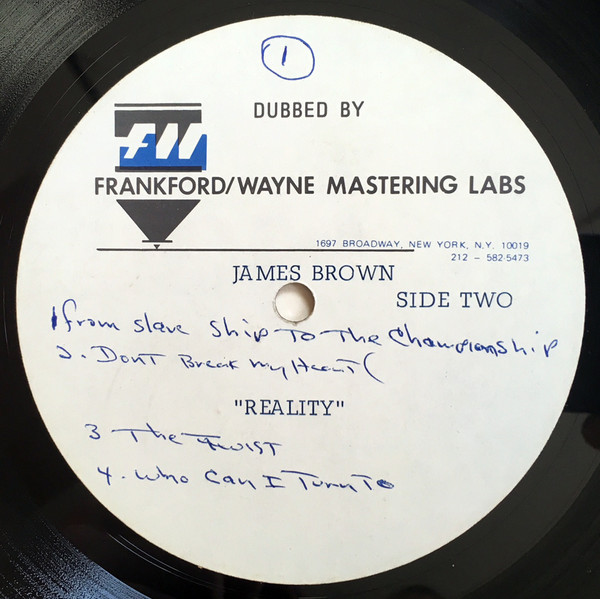 1
DUBBED BY
FW
FRANKFORD/WAYNE MASTERING LABS
1697 BROADWAY, NEW YORK, N.Y. 10019
212 – 582-5473
JAMES BROWN
SIDE TWO
1 from slave ship To The Championship
2. Dont Break My Heart (
"REALITY"
3 The Twist
4. Who Can I Turn To